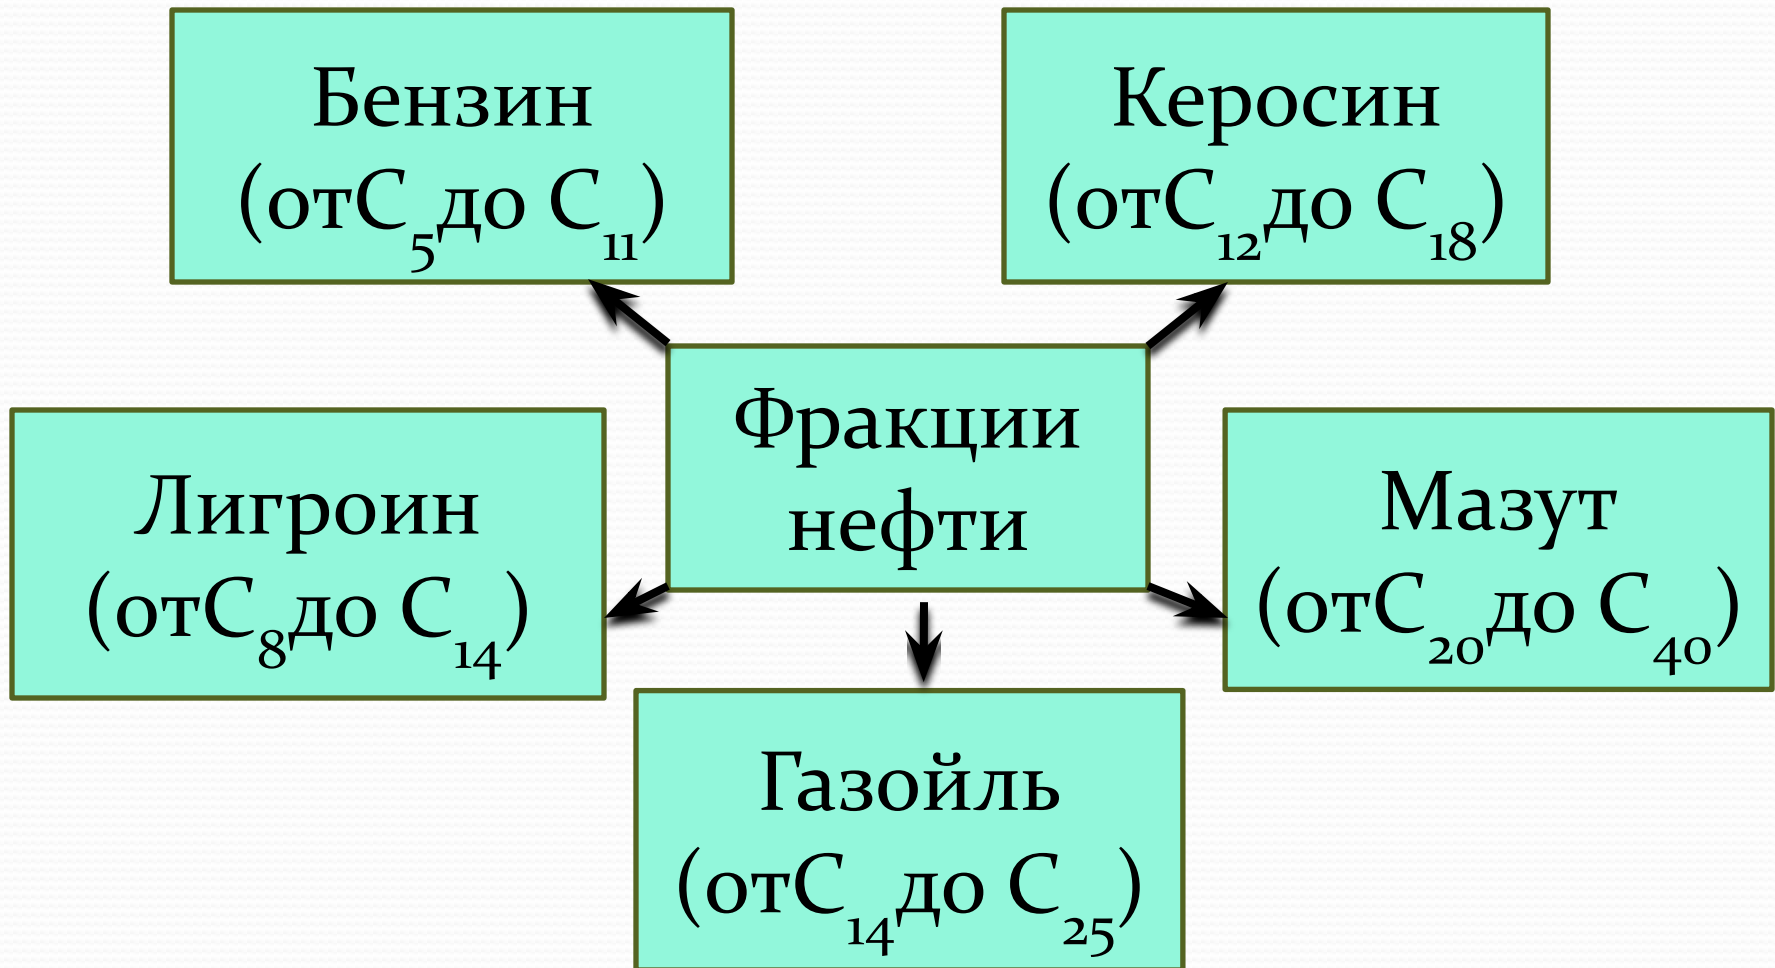 Бензин
(отС₅до С₁₁)
Керосин
(отС₁₂до С₁₈)
Фракции
нефти
Лигроин
(отС₈до С₁₄)
Мазут
(отС₂₀до С₄₀)
Газойль
(отС₁₄до С₂₅)